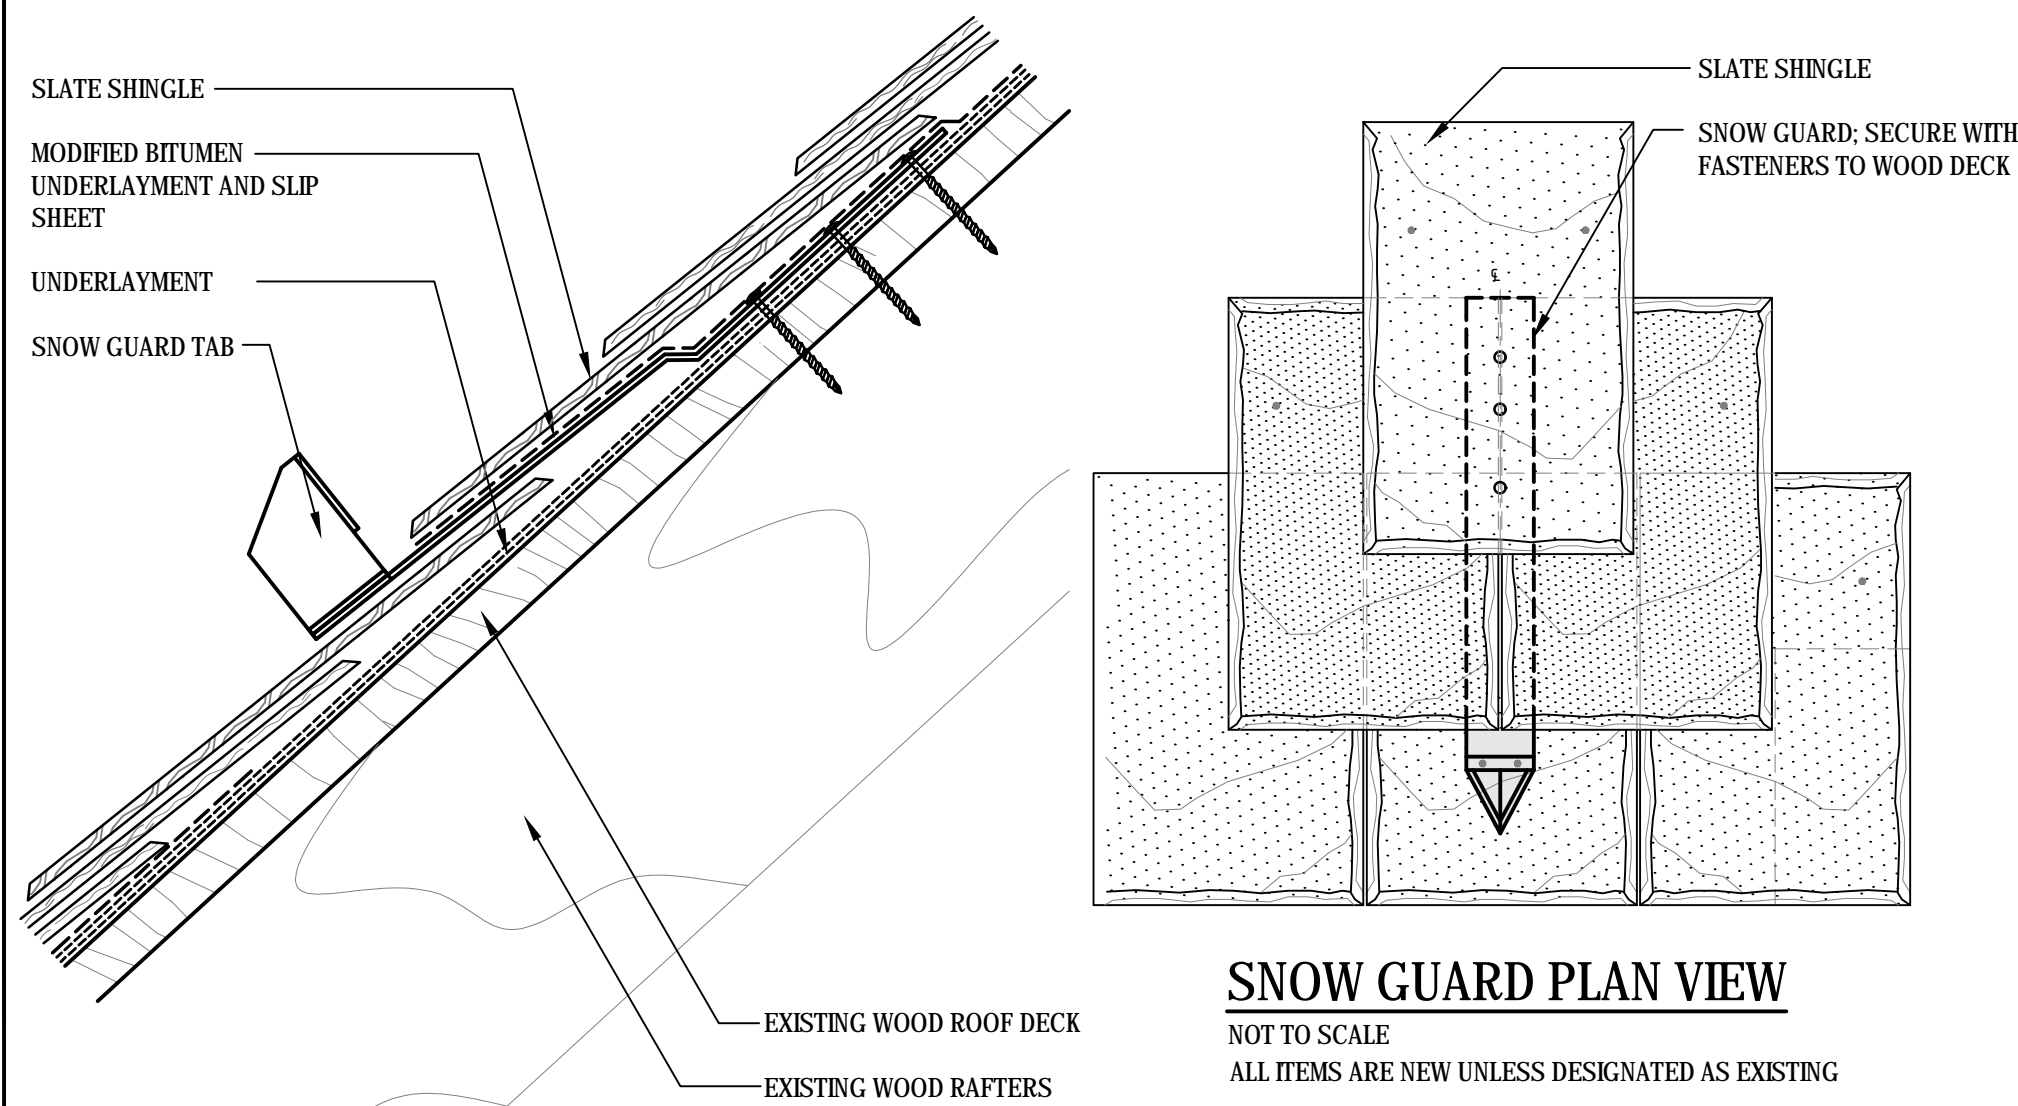 SLATE SHINGLE
MODIFIED BITUMEN
UNDERLAYMENT AND SLIP
SHEET
UNDERLAYMENT
SNOW GUARD TAB
EXISTING WOOD ROOF DECK
EXISTING WOOD RAFTERS
SLATE SHINGLE
SNOW GUARD; SECURE WITH
FASTENERS TO WOOD DECK
℄
SNOW GUARD PLAN VIEW
NOT TO SCALE
ALL ITEMS ARE NEW UNLESS DESIGNATED AS EXISTING